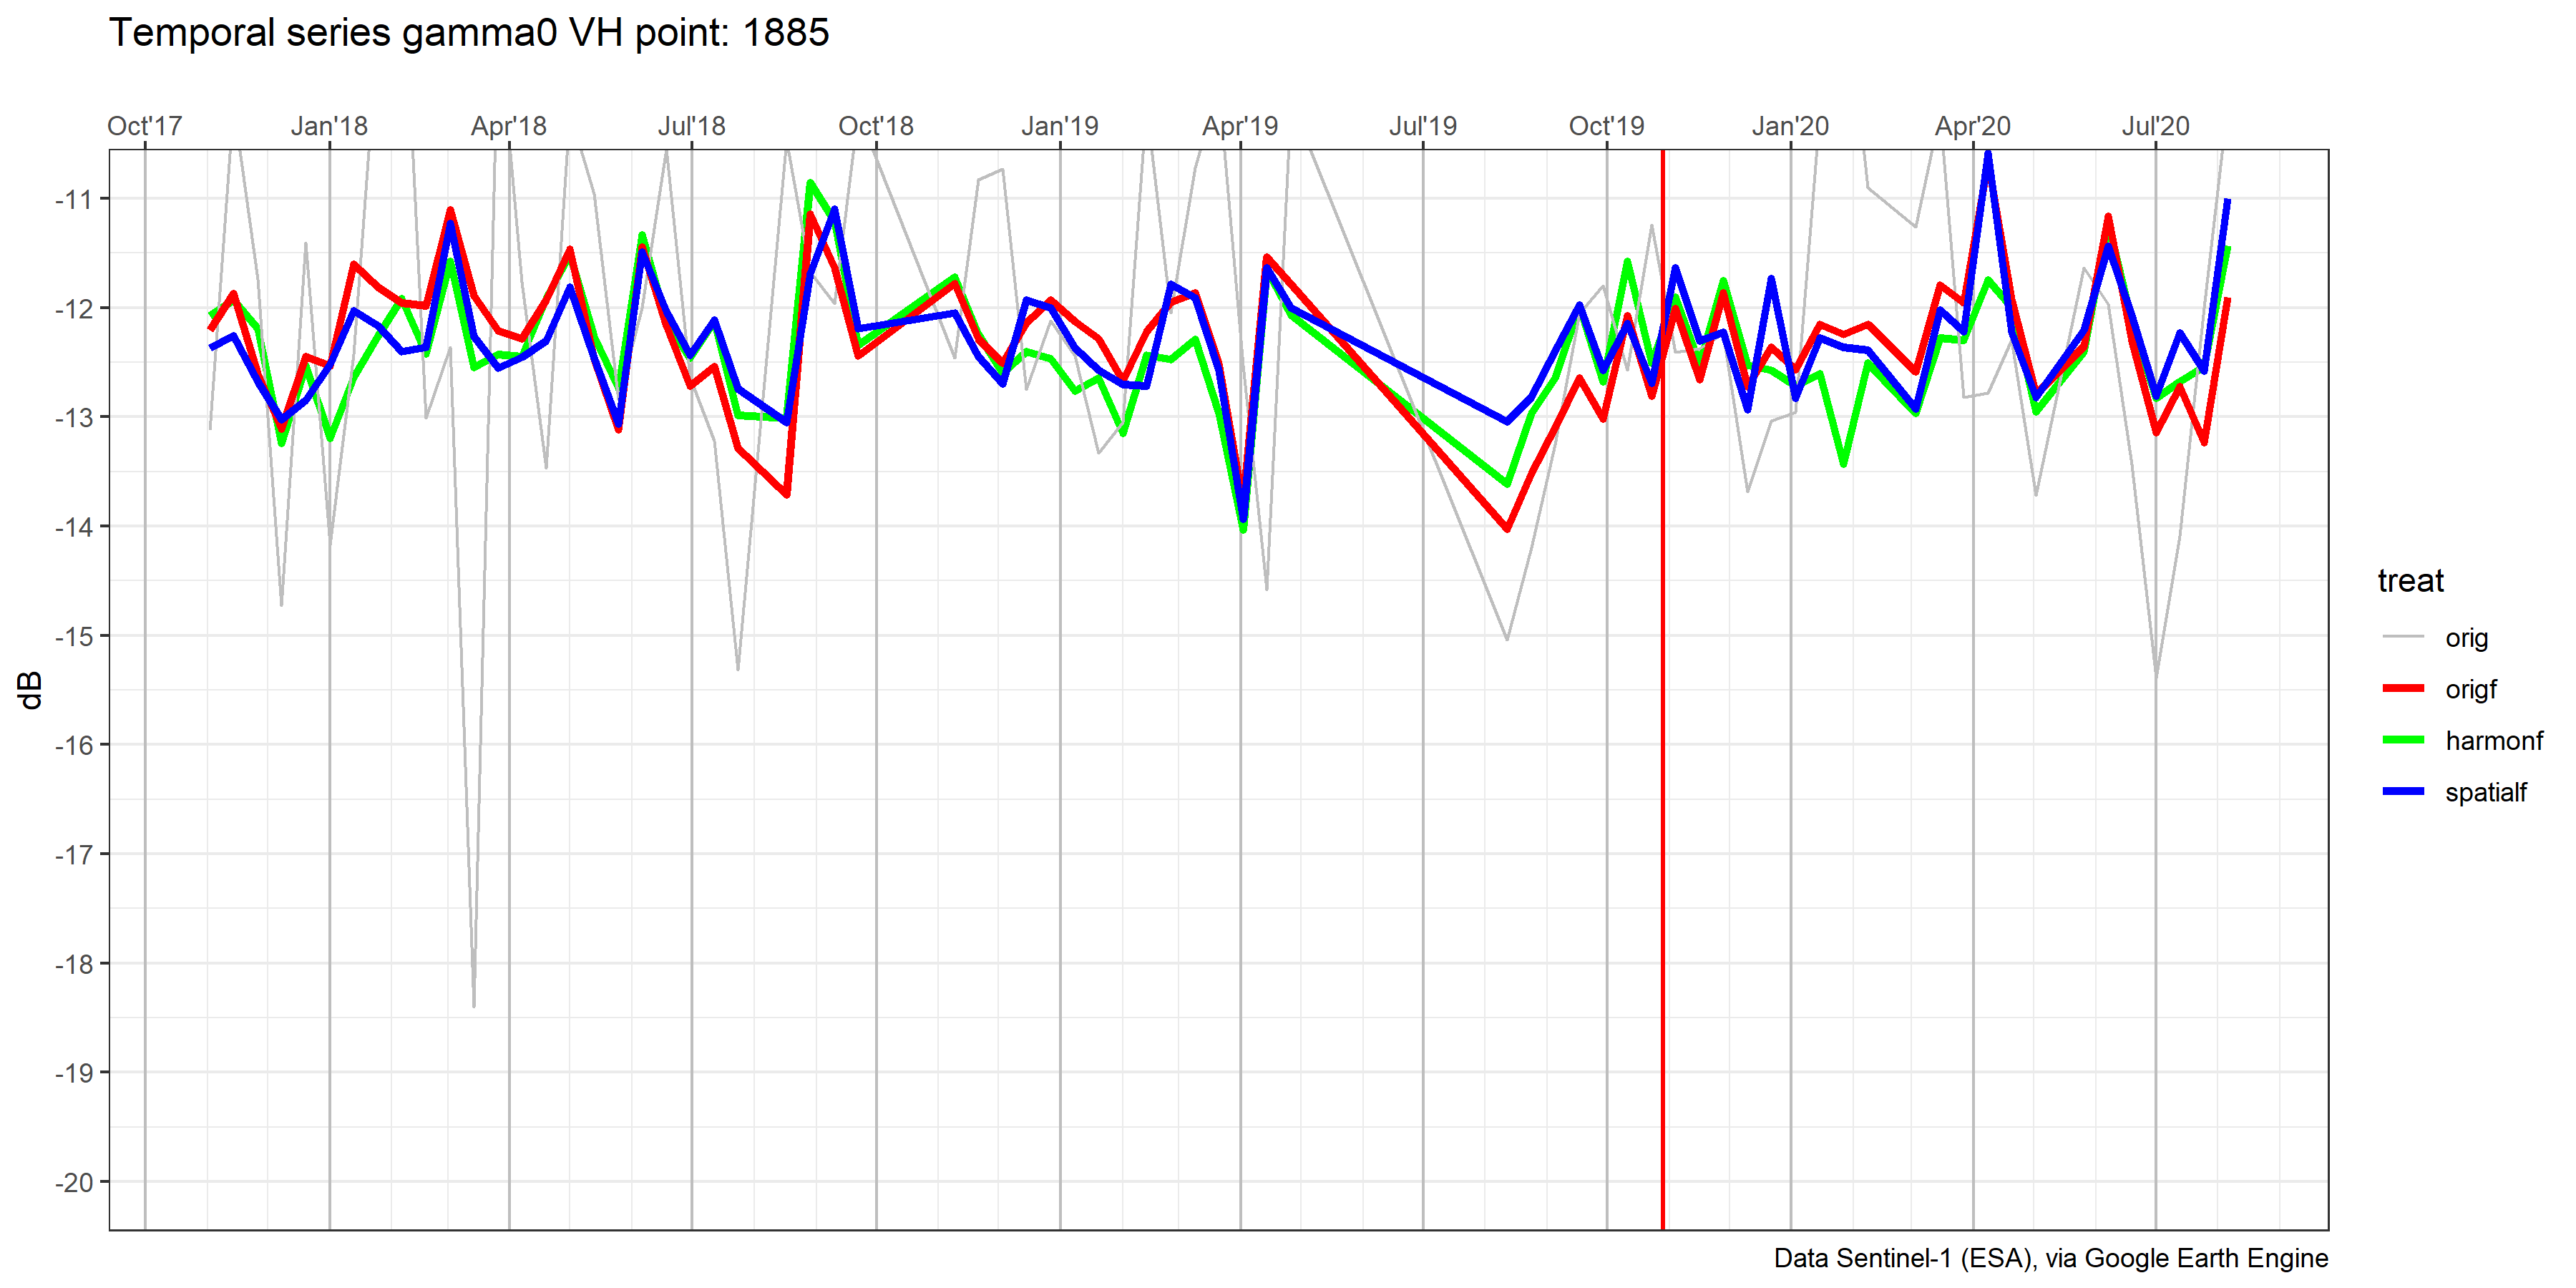 Temporal series gamma0 VH point: 1885
Oct'17 Jan'18 Apr'18 Jul'18 Oct'18 Jan'19 Apr'19 Jul'19 Oct'19 Jan'20 Apr'20 Jul'20
-11
-12
-13
-14
-15
-16
-17
-18
-19
-20
dB
treat
orig
origf
harmonf
spatialf
Data Sentinel-1 (ESA), via Google Earth Engine